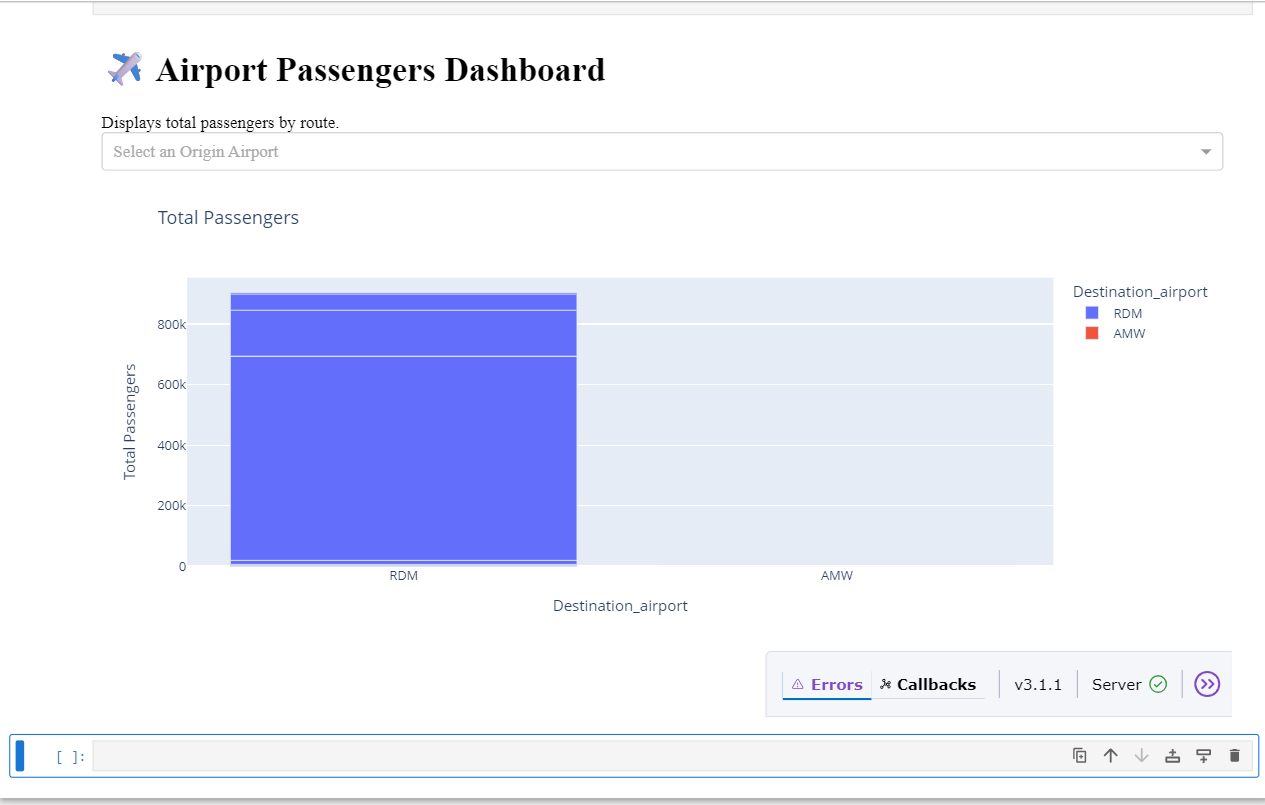 Airport Passengers Dashboard
Displays total passengers by route.
Select an Origin Airport
Total Passengers
Destination_airport
RDM
AMW
800k
600k
400k
200k
0
Total Passengers
RDM
AMW
Destination_airport
Errors Callbacks v3.1.1 Server
[ ]: